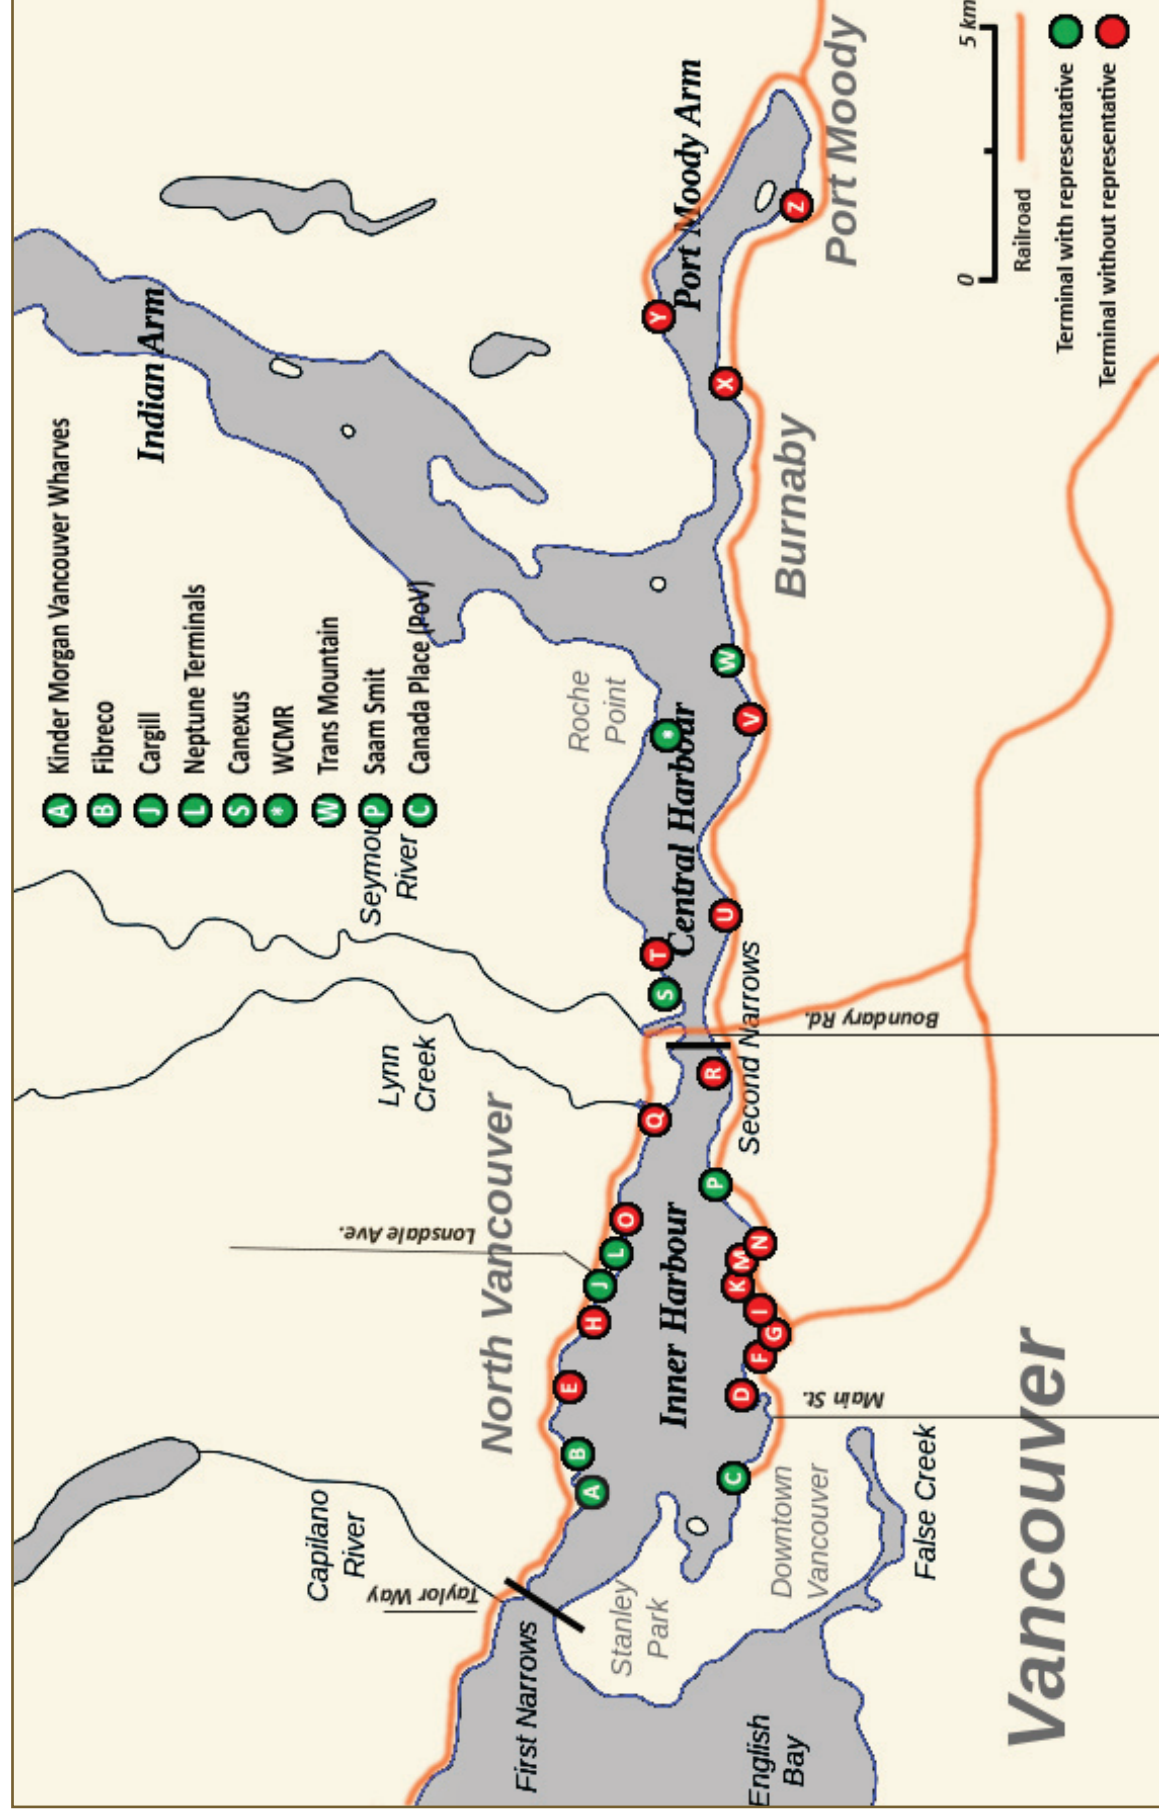 A Kinder Morgan Vancouver Wharves
B Fibreco
J Cargill
L Neptune Terminals
S Canexus
* WCMR
W Trans Mountain
P Saam Smit
C Canada Place (PoV)
Indian Arm
Seymou
River
Lynn
Creek
Capilano
River
Taylor Way
Lonsdale Ave.
North Vancouver
First Narrows
Roche
Point
Port Moody Arm
Central Harbour
Inner Harbour
Stanley
Park
A
B
E
H
J
L
O
Q
S
T
*
Y
C
D
F
G
I
K
M
N
P
R
U
V
W
X
Z
Second Narrows
Burnaby
Port Moody
English
Bay
Downtown
Vancouver
False Creek
Main St.
Boundary Rd.
Vancouver
0
5 km
Railroad
Terminal with representative
Terminal without representative